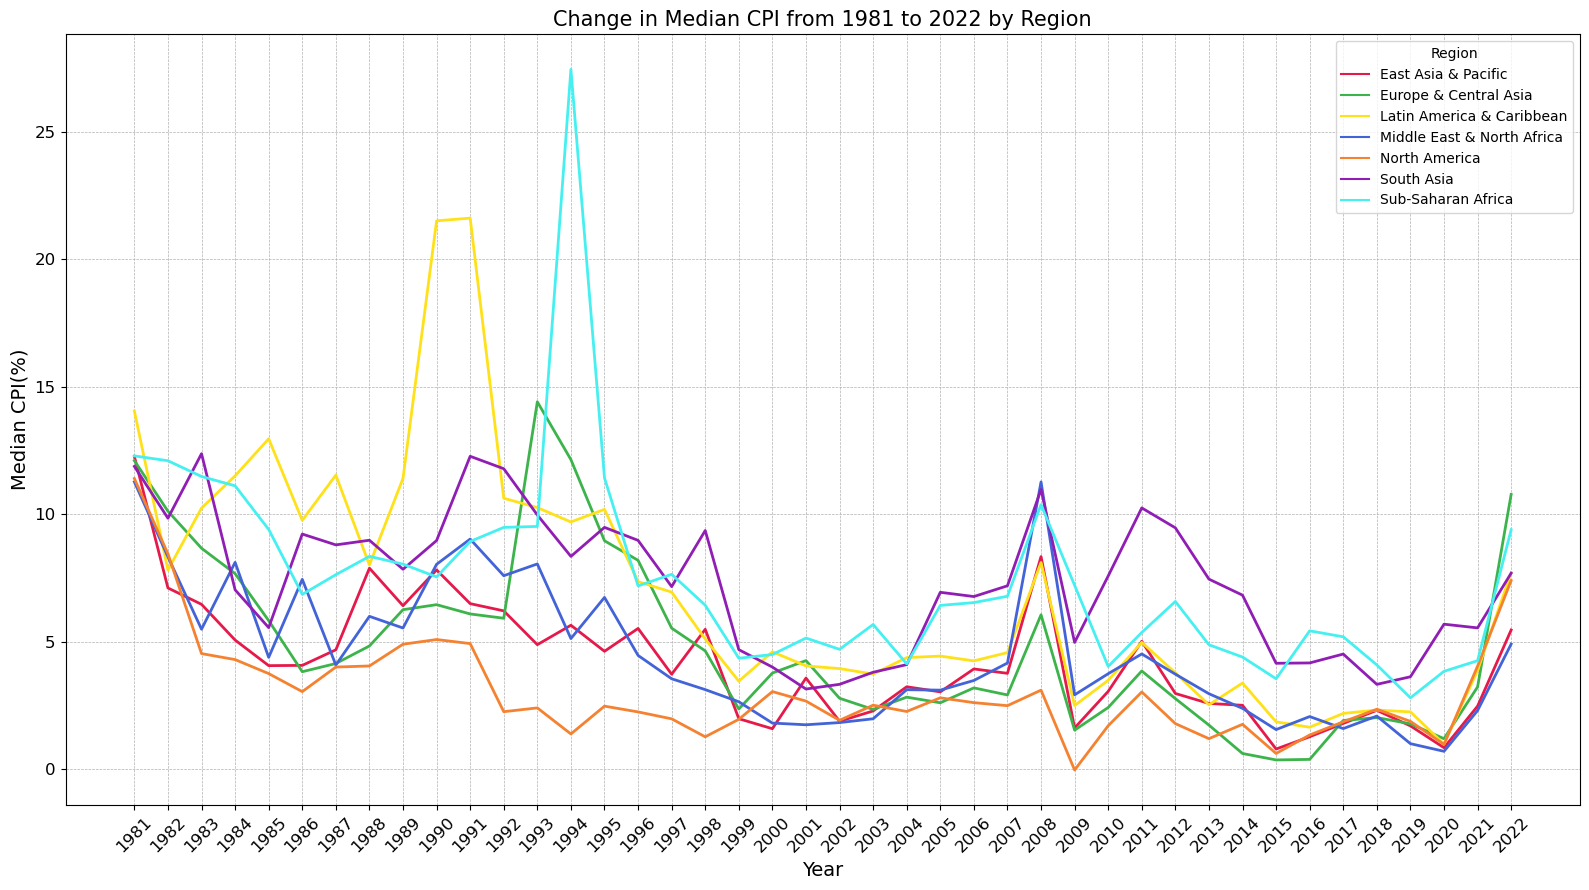 Change in Median CPI from 1981 to 2022 by Region
Region
East Asia & Pacific
Europe & Central Asia
Latin America & Caribbean
Middle East & North Africa
North America
South Asia
Sub-Saharan Africa
Median CPI(%)
25
20
15
10
5
0
1981 1982 1983 1984 1985 1986 1987 1988 1989 1990 1991 1992 1993 1994 1995 1996 1997 1998 1999 2000 2001 2002 2003 2004 2005 2006 2007 2008 2009 2010 2011 2012 2013 2014 2015 2016 2017 2018 2019 2020 2021 2022
Year